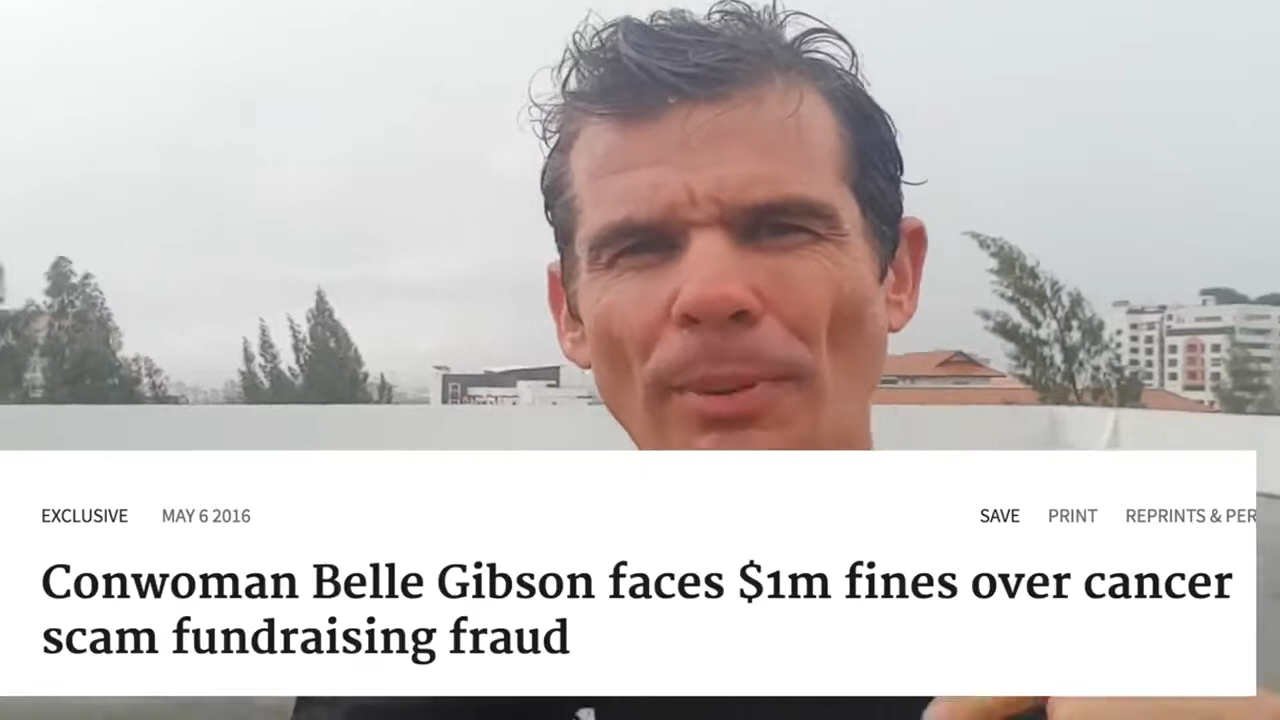 EXCLUSIVE MAY 6 2016 SAVE PRINT REPRINTS & PER
Conwoman Belle Gibson faces $1m fines over cancer
scam fundraising fraud